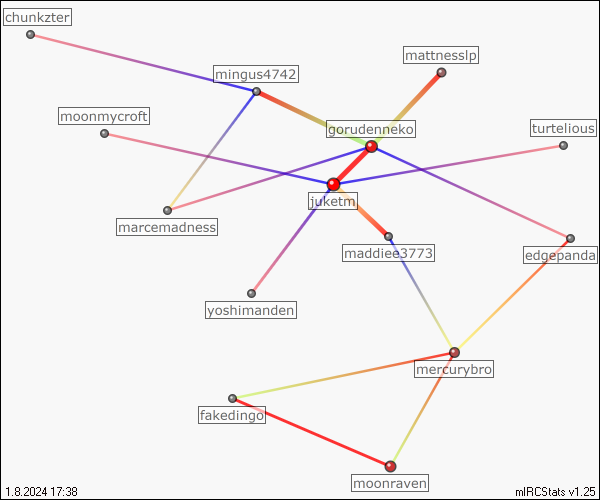 chunkzter
mattnesslp
mingus4742
moonmycroft
gorudenneko
turtelious
juketm
marcemadness
maddiee3773
edgepanda
yoshimanden
mercurybro
fakedingo
moonraven
1.8.2024 17:38
mIRCStats v1.25